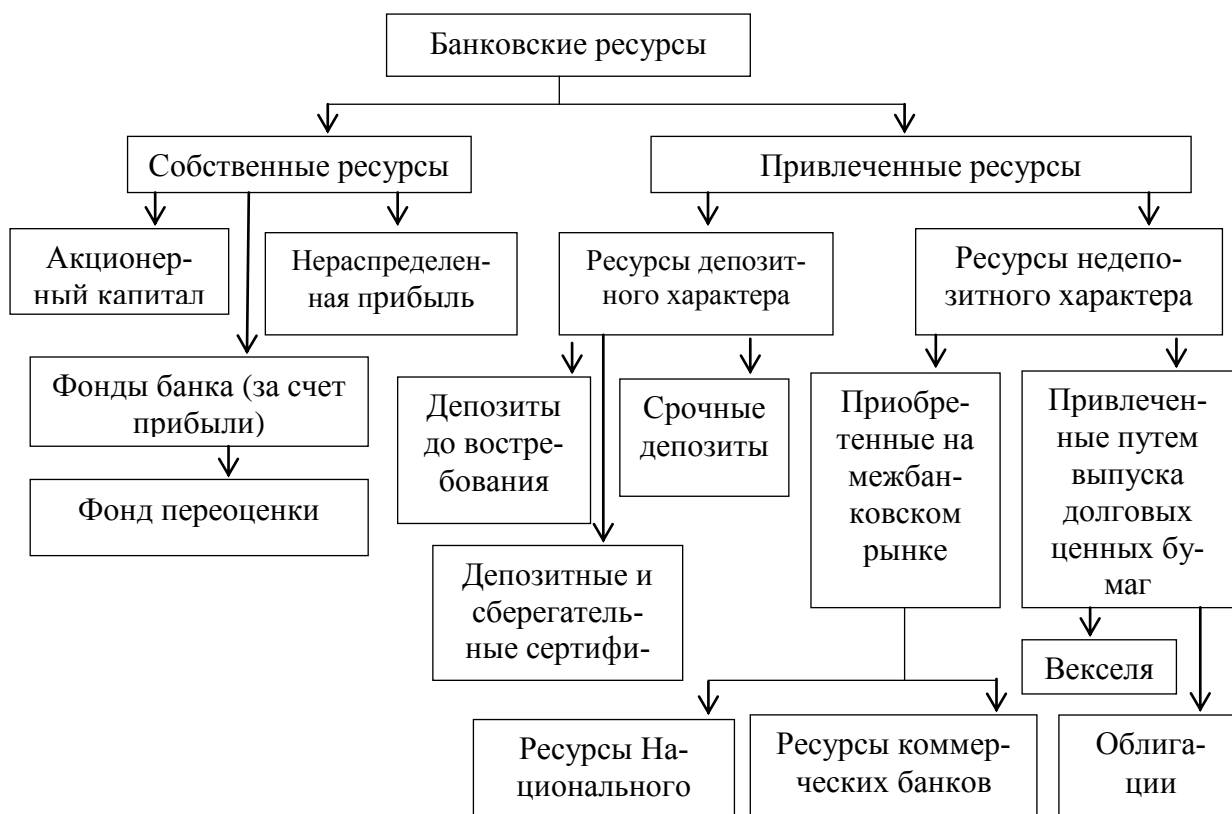 Банковские ресурсы
Собственные ресурсы
Привлеченные ресурсы
Акционер-
ный капитал
Нераспределен-
ная прибыль
Ресурсы депозит-
ного характера
Ресурсы недепо-
зитного характера
Фонды банка (за счет
прибыли)
Фонд переоценки
Депозиты
до востре-
бования
Срочные
депозиты
Приобре-
тенные на
межбан-
ковском
рынке
Привлечен-
ные путем
выпуска
долговых
ценных бу-
маг
Депозитные и
сберегатель-
ные сертифи-
Векселя
Ресурсы На-
ционального
Ресурсы коммер-
ческих банков
Облига-
ции